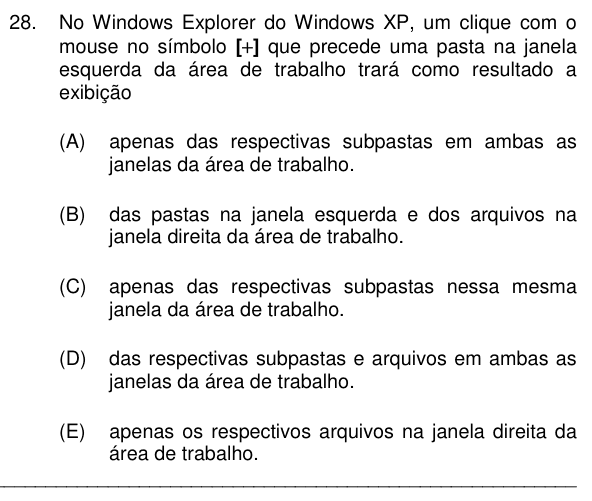 28. No Windows Explorer do Windows XP, um clique com o
mouse no símbolo [+] que precede uma pasta na janela
esquerda da área de trabalho trará como resultado a
exibição
(A) apenas das respectivas subpastas em ambas as
janelas da área de trabalho.
(B) das pastas na janela esquerda e dos arquivos na
janela direita da área de trabalho.
(C) apenas das respectivas subpastas nessa mesma
janela da área de trabalho.
(D) das respectivas subpastas e arquivos em ambas as
janelas da área de trabalho.
(E) apenas os respectivos arquivos na janela direita da
área de trabalho.